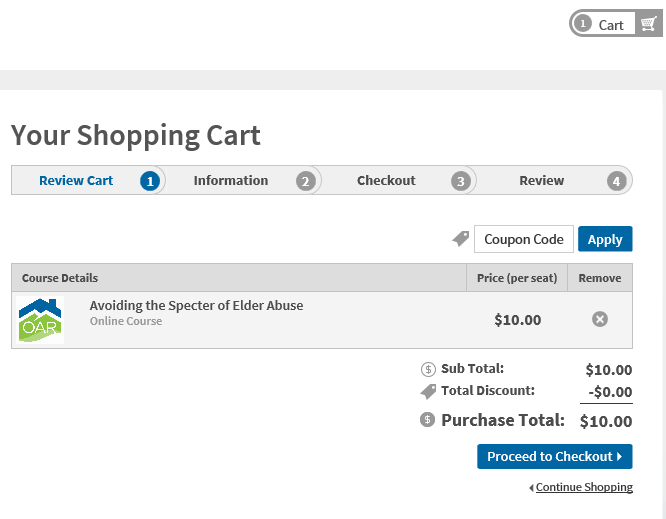 1 Cart
Your Shopping Cart
Review Cart 1 Information 2 Checkout 3 Review 4
Coupon Code Apply
Course Details Price (per seat) Remove
OAR
Avoiding the Specter of Elder Abuse
Online Course
$10.00
Sub Total: $10.00
Total Discount: -$0.00
Purchase Total: $10.00
Proceed to Checkout
Continue Shopping